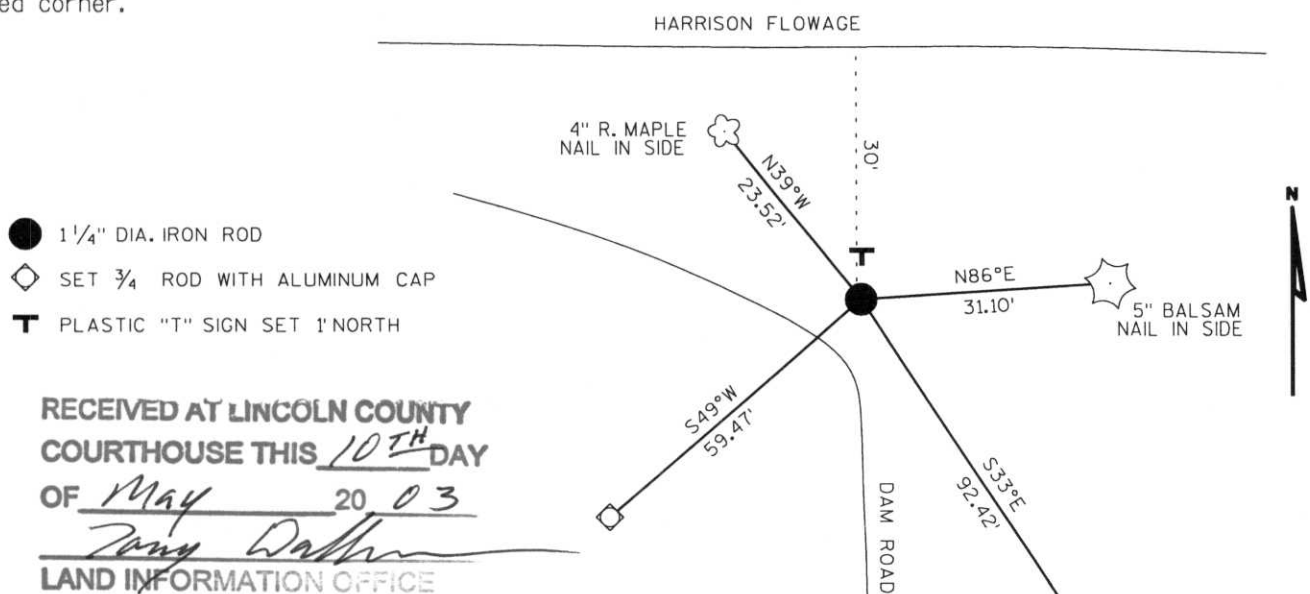 ed corner.
HARRISON FLOWAGE
4" R. MAPLE
NAIL IN SIDE
N39°W
23.52'
30'
N
1 1/4" DIA. IRON ROD
SET 3/4 ROD WITH ALUMINUM CAP
T PLASTIC "T" SIGN SET 1' NORTH
T
N86°E
31.10'
5" BALSAM
NAIL IN SIDE
S49°W
59.47'
S33°E
92.42'
DAM ROAD
RECEIVED AT LINCOLN COUNTY
COURTHOUSE THIS 10TH DAY
OF May 20 03
LAND INFORMATION OFFICE